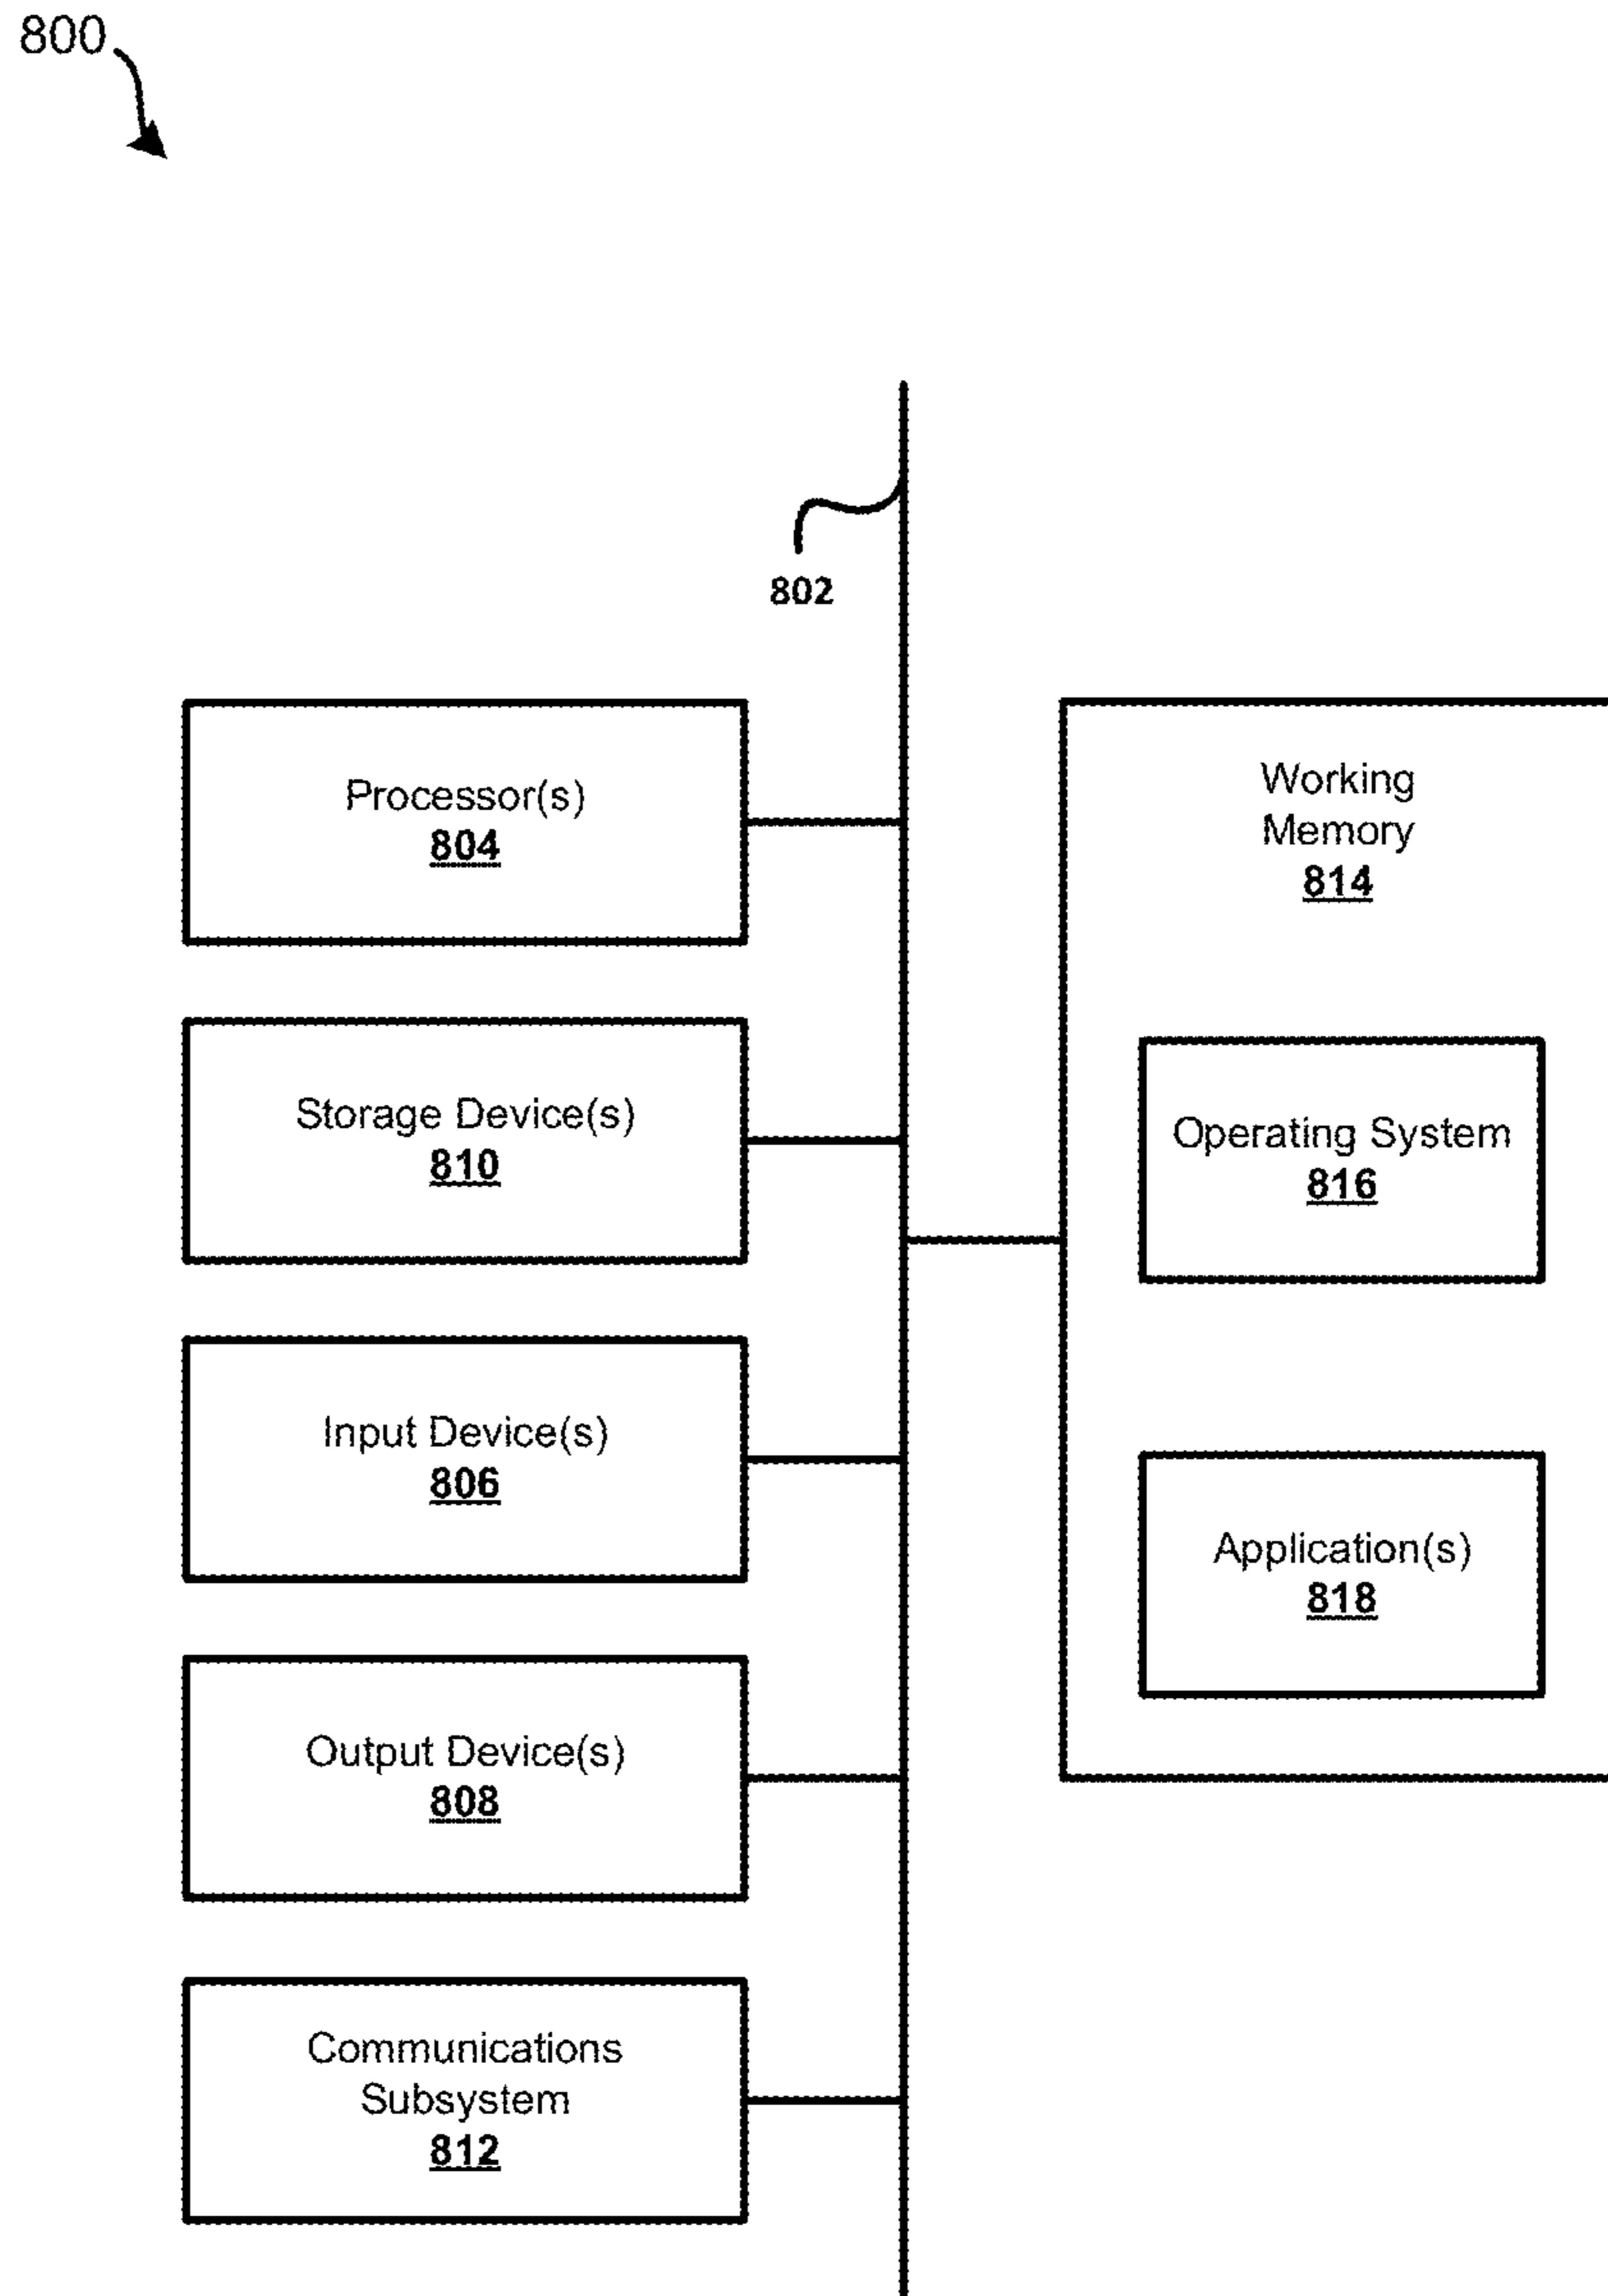 800
802
Processor(s)
804
Storage Device(s)
810
Input Device(s)
806
Output Device(s)
808
Communications
Subsystem
812
Working
Memory
814
Operating System
816
Application(s)
818